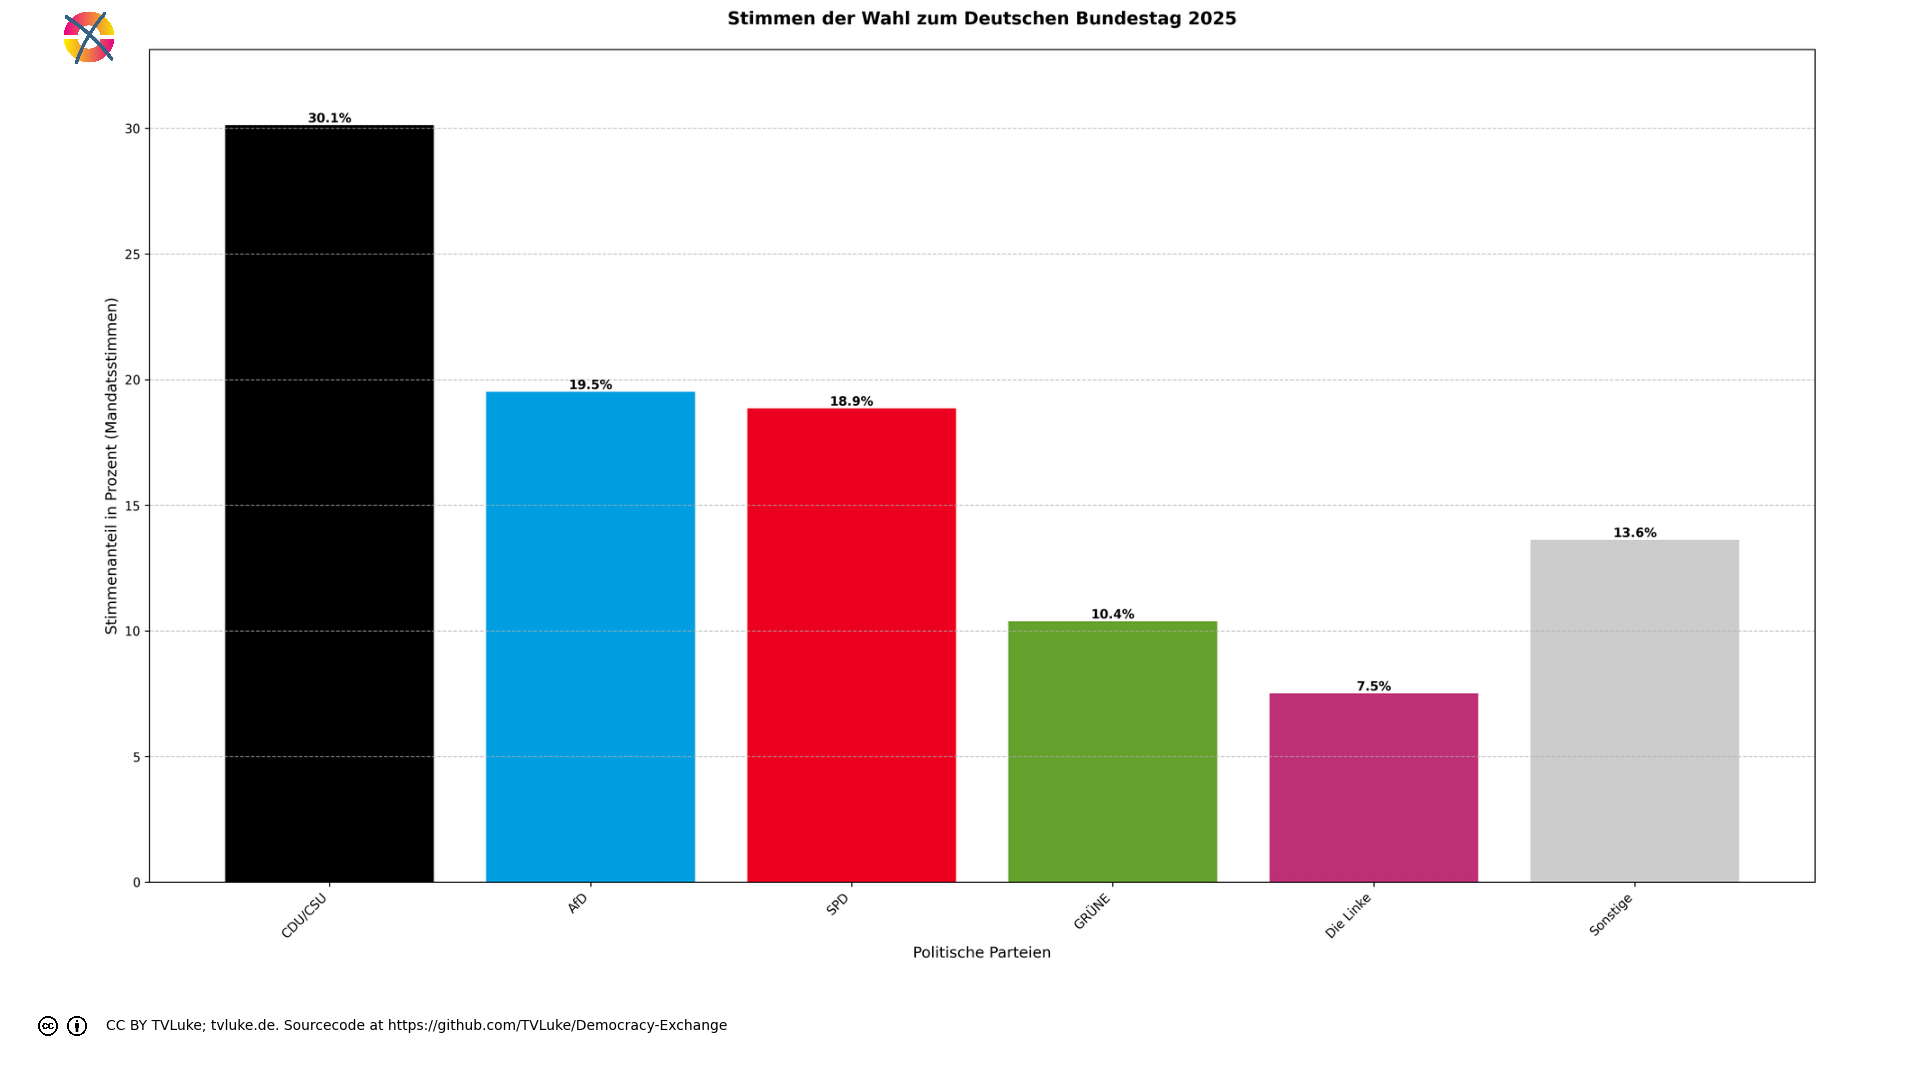 Stimmen der Wahl zum Deutschen Bundestag 2025
Stimmenanteil in Prozent (Mandatsstimmen)
30
25
20
15
10
5
0
30.1%
19.5%
18.9%
10.4%
7.5%
13.6%
CDU/CSU
AfD
SPD
GRÜNE
Die Linke
Sonstige
Politische Parteien
cc
CC BY TVLuke; tvluke.de. Sourcecode at https://github.com/TVLuke/Democracy-Exchange